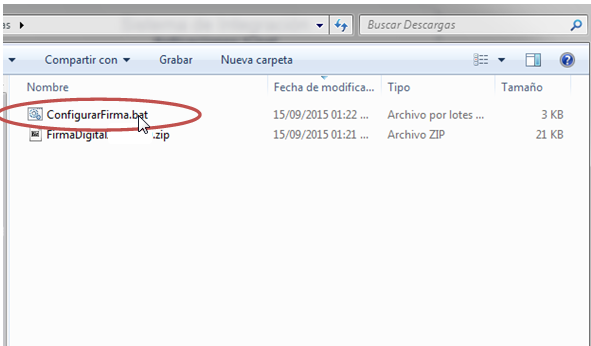 as
Buscar Descargas
Compartir con Grabar Nueva carpeta
Nombre Fecha de modifica... Tipo Tamaño
ConfigurarFirma.bat 15/09/2015 01:22 ... Archivo por lotes ... 3 KB
FirmaDigital .zip 15/09/2015 01:21 ... Archivo ZIP 21 KB